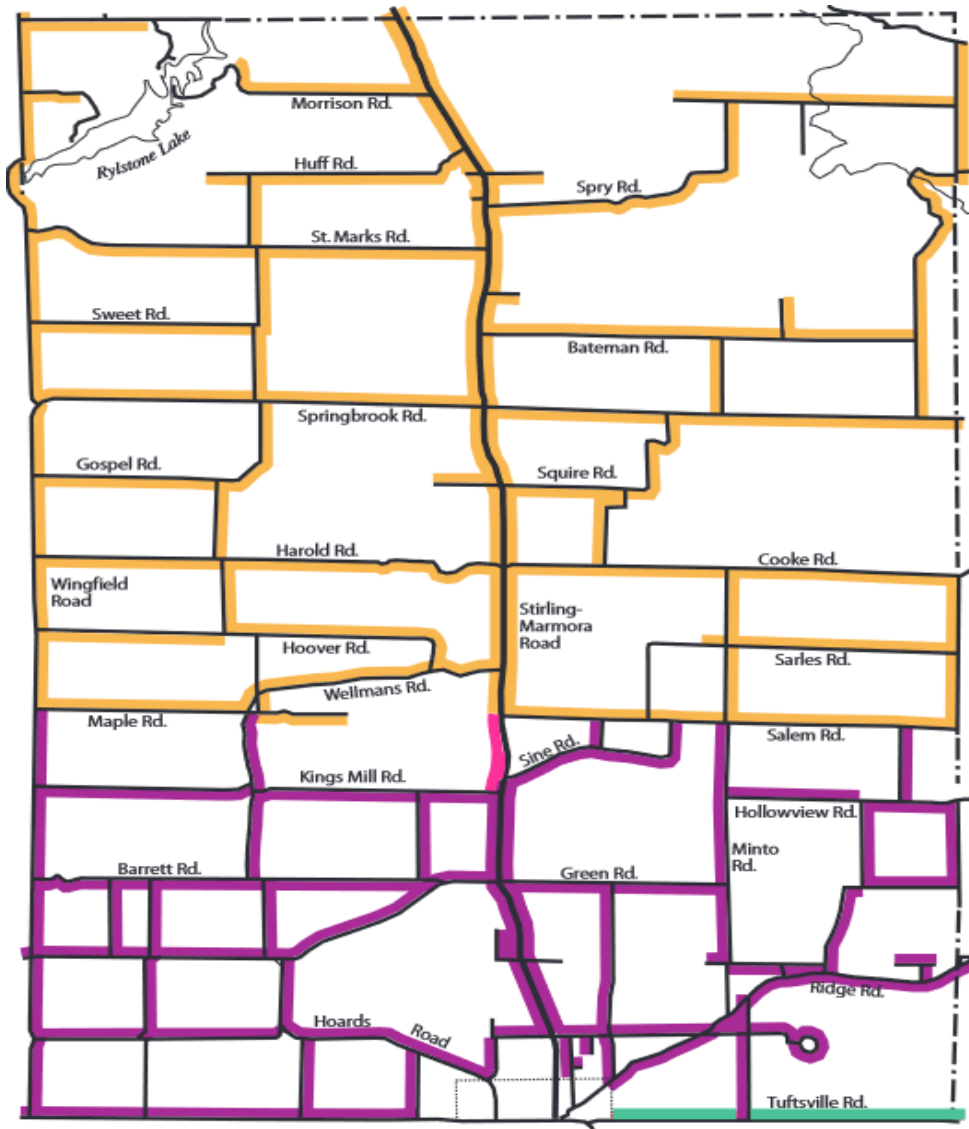 Morrison Rd.
Rylstone Lake
Huff Rd.
Spry Rd.
St. Marks Rd.
Sweet Rd.
Bateman Rd.
Springbrook Rd.
Gospel Rd.
Squire Rd.
Harold Rd.
Cooke Rd.
Wingfield
Road
Stirling-
Marmora
Road
Hoover Rd.
Sarles Rd.
Wellmans Rd.
Maple Rd.
Salem Rd.
Sine Rd.
Kings Mill Rd.
Hollowview Rd.
Minto
Rd.
Barrett Rd.
Green Rd.
Ridge Rd.
Hoards Road
Tuftsville Rd.